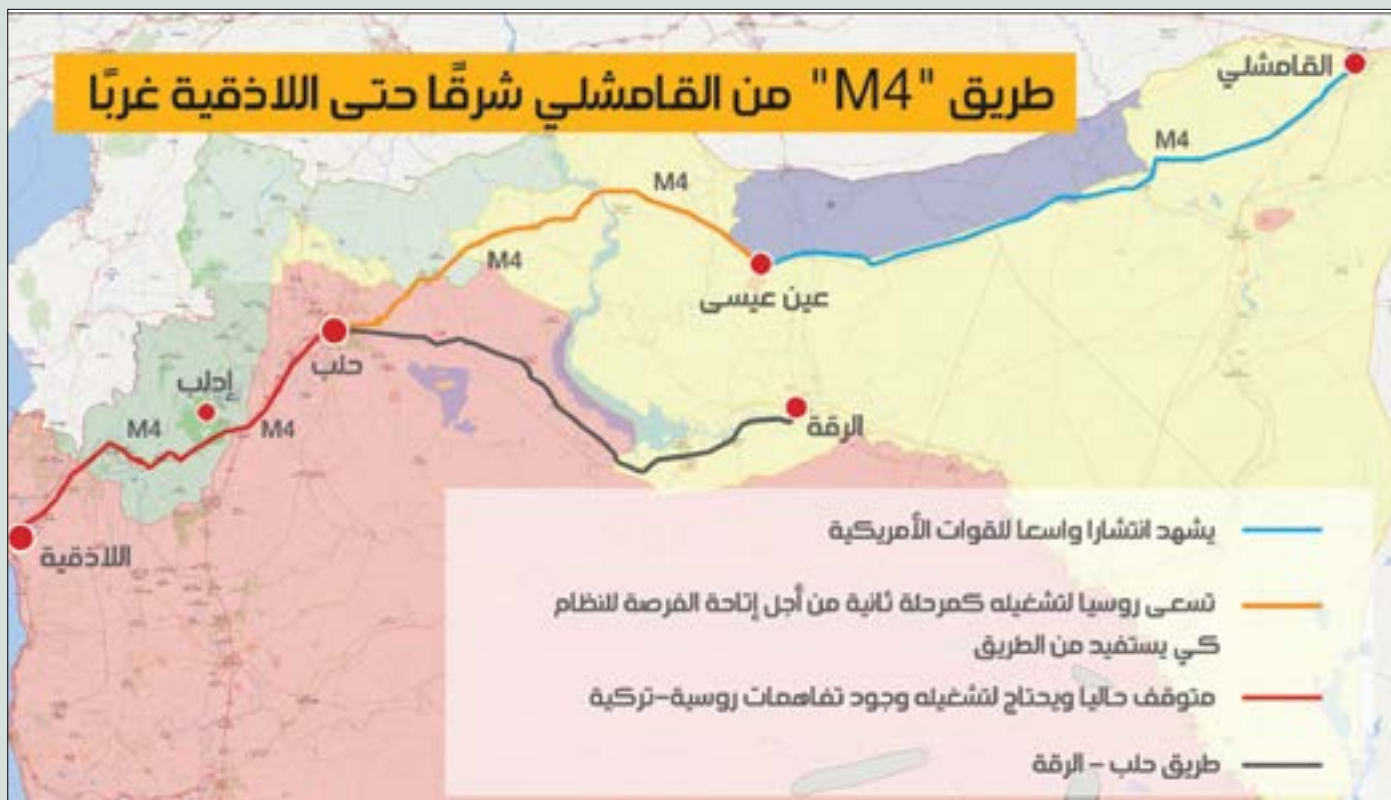 طريق "M4" من القامشلي شرقًا حتى اللاذقية غربًا
القامشلي
M4
M4
M4
عين عيسى
حلب
إدلب
M4
M4
الرقة
اللاذقية
يشهد انتشارا واسعا للقوات الأمريكية
تسعى روسيا لتشغيله كمرحلة ثانية من أجل إتاحة الفرصة للنظام
كي يستفيد من الطريق
متوقف حاليا ويحتاج لتشغيله وجود تفاهمات روسية-تركية
طريق حلب - الرقة